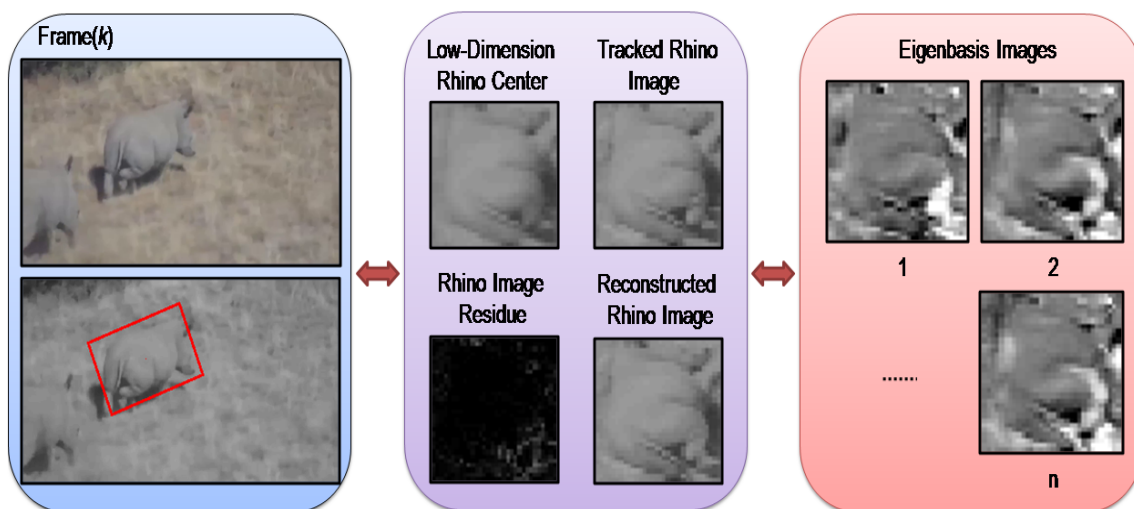 Frame(k)
Low-Dimension
Rhino Center
Tracked Rhino
Image
Rhino Image
Residue
Reconstructed
Rhino Image
Eigenbasis Images
1
2
.......
n